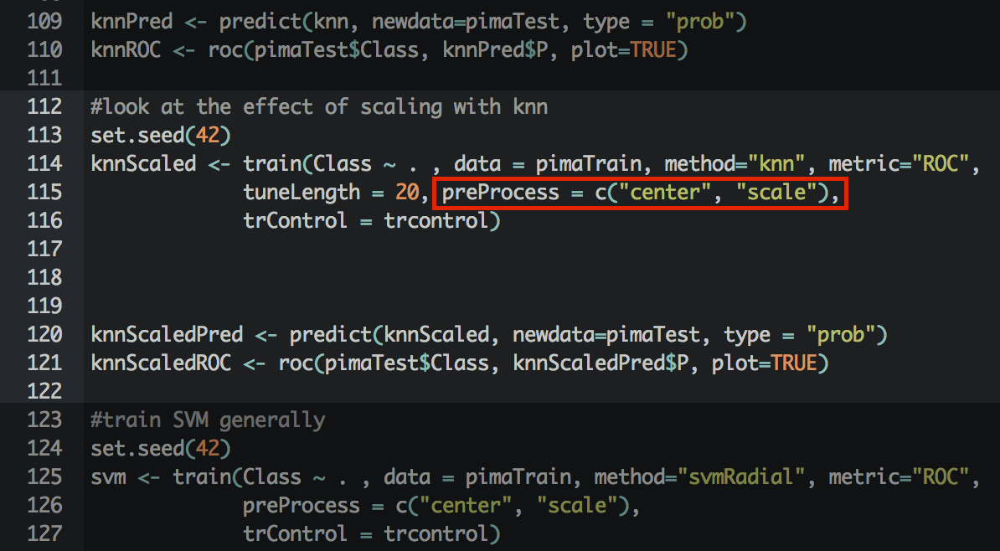 109 knnPred <- predict(knn, newdata=pimaTest, type = "prob")
110 knnROC <- roc(pimaTest$Class, knnPred$P, plot=TRUE)
111
112 #look at the effect of scaling with knn
113 set.seed(42)
114 knnScaled <- train(Class ~ . , data = pimaTrain, method="knn", metric="ROC",
115 tuneLength = 20, preProcess = c("center", "scale"),
116 trControl = trcontrol)
117
118
119
120 knnScaledPred <- predict(knnScaled, newdata=pimaTest, type = "prob")
121 knnScaledROC <- roc(pimaTest$Class, knnScaledPred$P, plot=TRUE)
122
123 #train SVM generally
124 set.seed(42)
125 svm <- train(Class ~ . , data = pimaTrain, method="svmRadial", metric="ROC",
126 preProcess = c("center", "scale"),
127 trControl = trcontrol)